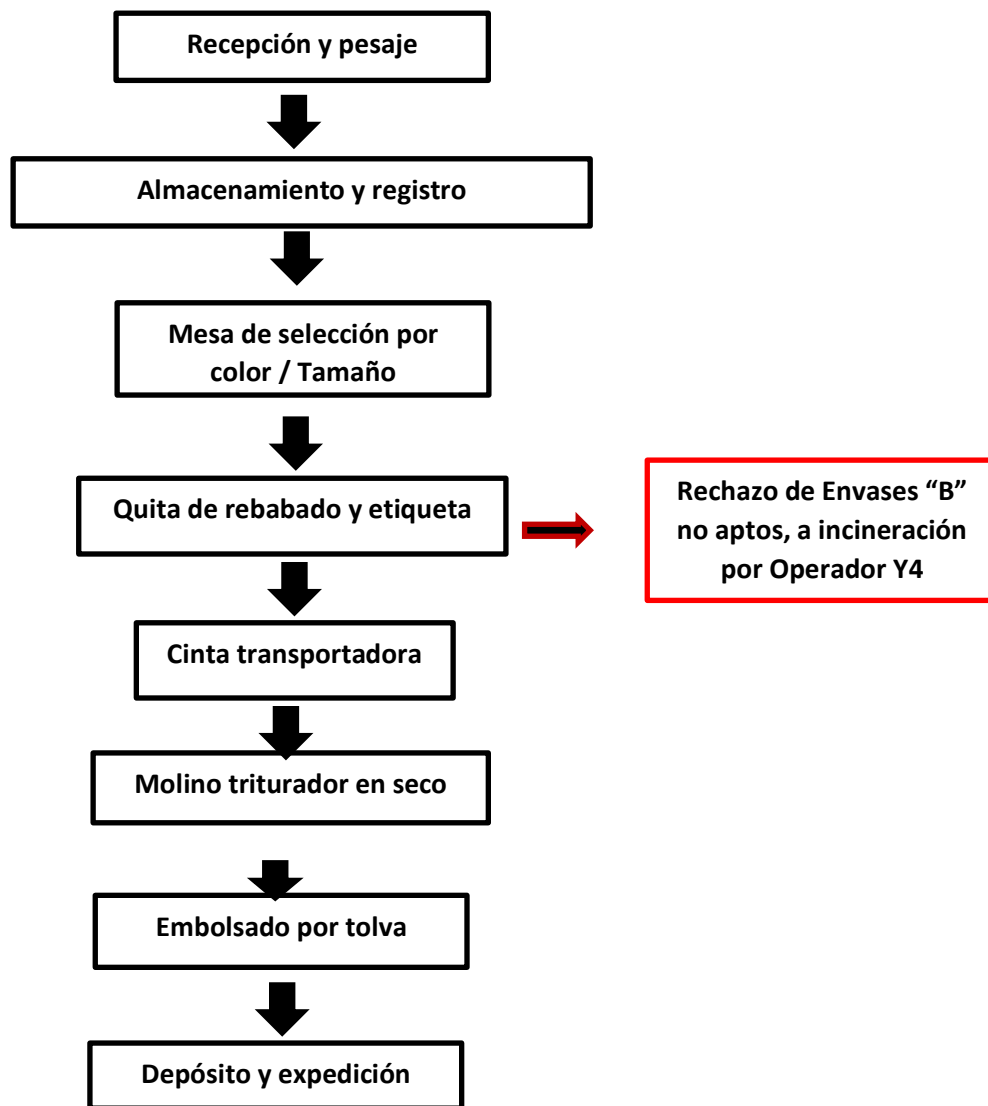 Recepción y pesaje
Almacenamiento y registro
Mesa de selección por
color / Tamaño
Quita de rebabado y etiqueta
Rechazo de Envases “B”
no aptos, a incineración
por Operador Y4
Cinta transportadora
Molino triturador en seco
Embolsado por tolva
Depósito y expedición